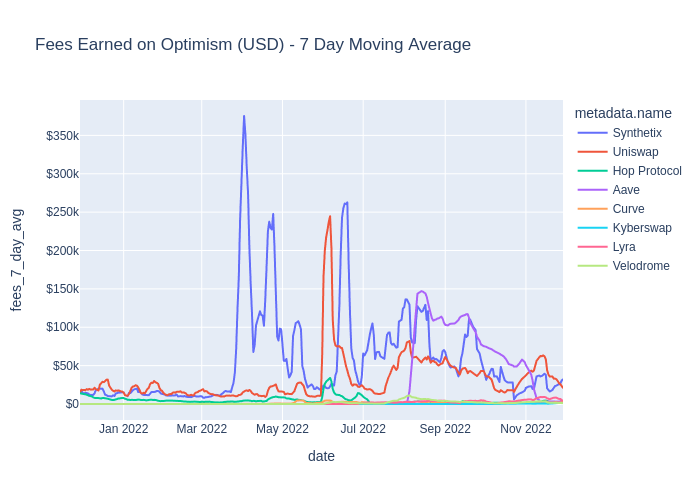 Fees Earned on Optimism (USD) - 7 Day Moving Average
metadata.name
Synthetix
Uniswap
Hop Protocol
Aave
Curve
Kyberswap
Lyra
Velodrome
fees_7_day_avg
$350k
$300k
$250k
$200k
$150k
$100k
$50k
$0
Jan 2022
Mar 2022
May 2022
Jul 2022
Sep 2022
Nov 2022
date